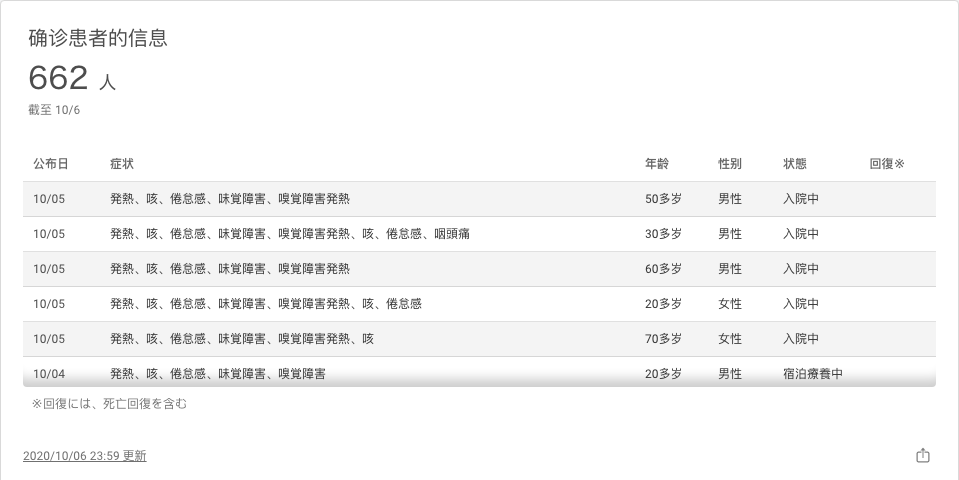 确诊患者的信息
662 人
截至 10/6
公布日 症状 年龄 性别 状態 回復※
10/05 発熱、咳、倦怠感、味覚障害、嗅覚障害発熱 50多岁 男性 入院中
10/05 発熱、咳、倦怠感、味覚障害、嗅覚障害発熱、咳、倦怠感、咽頭痛 30多岁 男性 入院中
10/05 発熱、咳、倦怠感、味覚障害、嗅覚障害発熱 60多岁 男性 入院中
10/05 発熱、咳、倦怠感、味覚障害、嗅覚障害発熱、咳、倦怠感 20多岁 女性 入院中
10/05 発熱、咳、倦怠感、味覚障害、嗅覚障害発熱、咳 70多岁 女性 入院中
10/04 発熱、咳、倦怠感、味覚障害、嗅覚障害 20多岁 男性 宿泊療養中
※回復には、死亡回復を含む
2020/10/06 23:59 更新